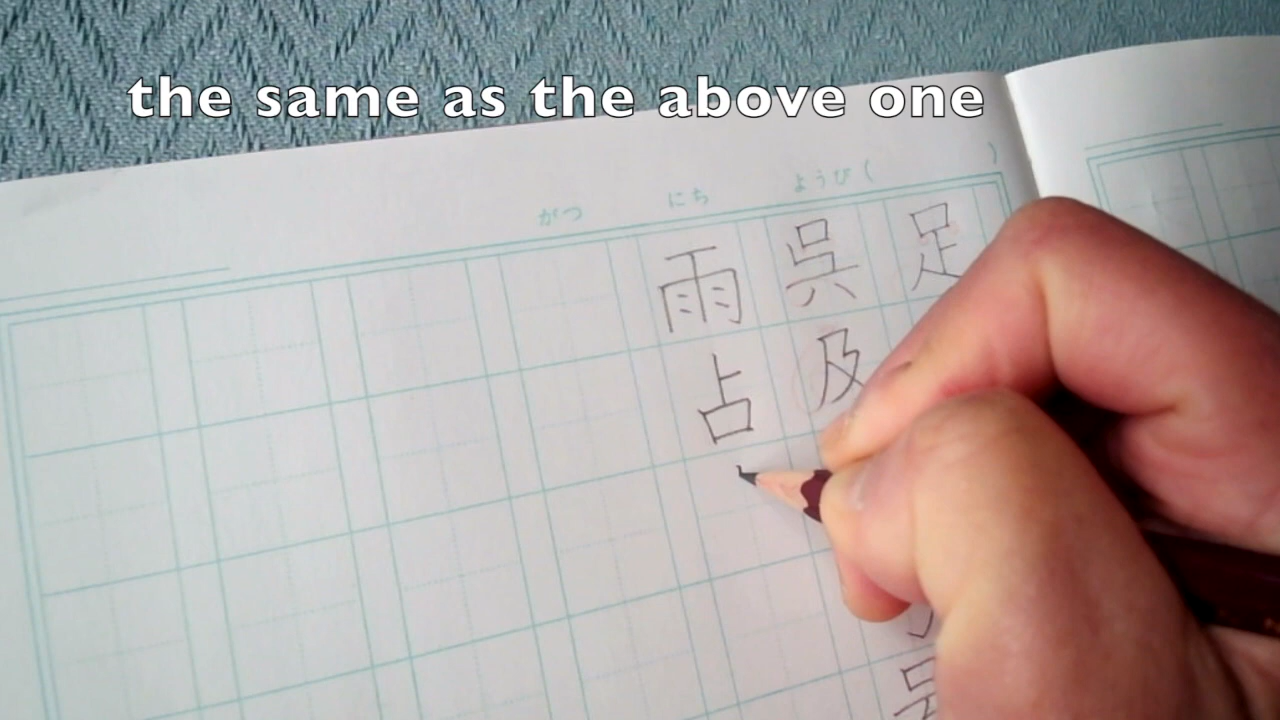 the same as the above one
がつ にち ようび ( )
足
呉及
雨占